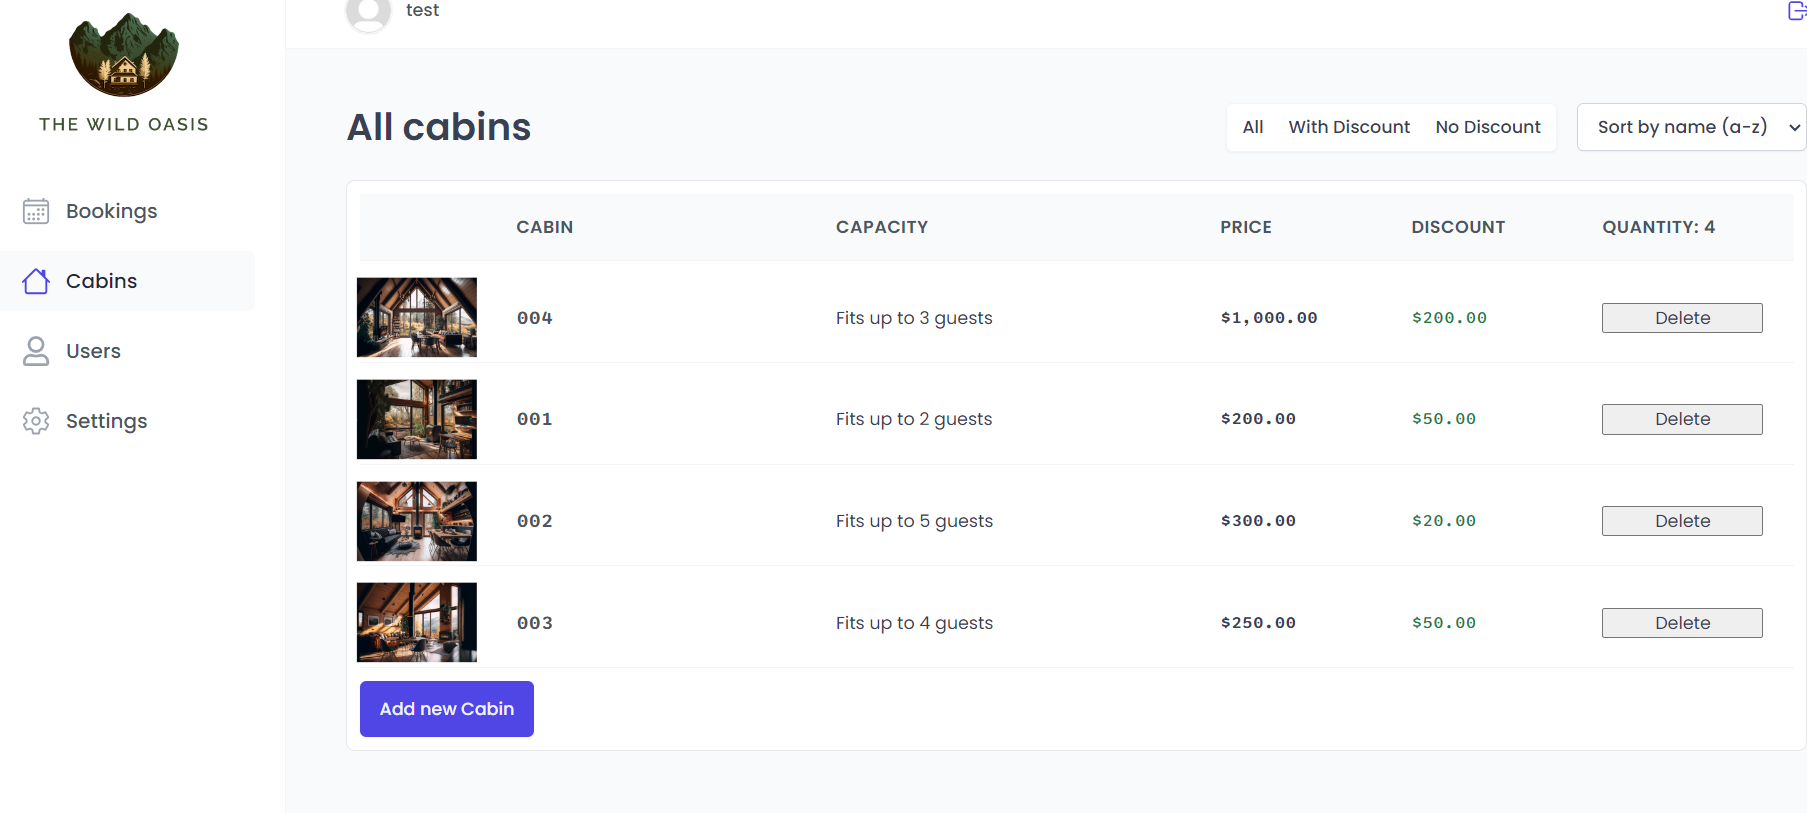 test
THE WILD OASIS
Bookings
Cabins
Users
Settings
All cabins
All With Discount No Discount
Sort by name (a-z)
CABIN CAPACITY PRICE DISCOUNT QUANTITY: 4
004 Fits up to 3 guests $1,000.00 $200.00 Delete
001 Fits up to 2 guests $200.00 $50.00 Delete
002 Fits up to 5 guests $300.00 $20.00 Delete
003 Fits up to 4 guests $250.00 $50.00 Delete
Add new Cabin